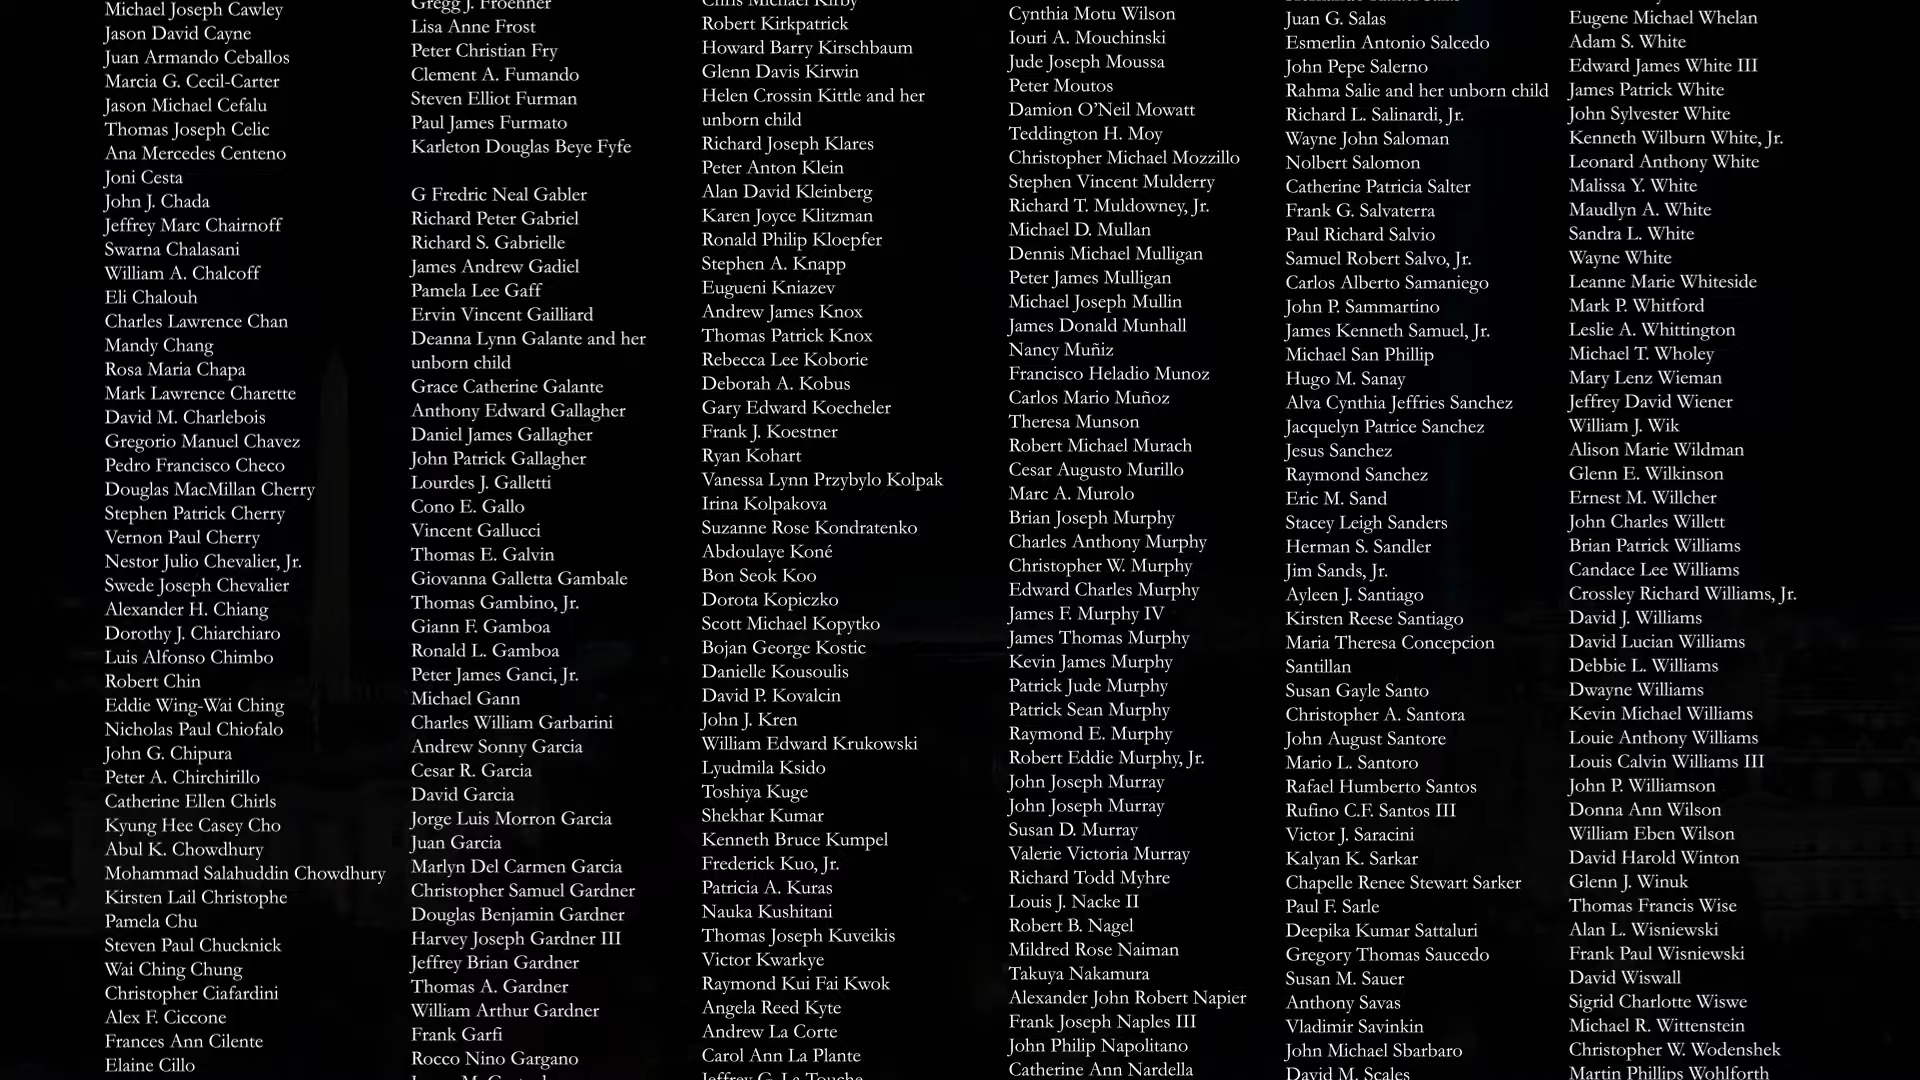 Michael Joseph Cawley
Jason David Cayne
Juan Armando Ceballos
Marcia G. Cecil-Carter
Jason Michael Cefalu
Thomas Joseph Celic
Ana Mercedes Centeno
Joni Cesta
John J. Chada
Jeffrey Marc Chairnoff
Swarna Chalasani
William A. Chalcoff
Eli Chalouh
Charles Lawrence Chan
Mandy Chang
Rosa Maria Chapa
Mark Lawrence Charette
David M. Charlebois
Gregorio Manuel Chavez
Pedro Francisco Checo
Douglas MacMillan Cherry
Stephen Patrick Cherry
Vernon Paul Cherry
Nestor Julio Chevalier, Jr.
Swede Joseph Chevalier
Alexander H. Chiang
Dorothy J. Chiarchiaro
Luis Alfonso Chimbo
Robert Chin
Eddie Wing-Wai Ching
Nicholas Paul Chiofalo
John G. Chipura
Peter A. Chirchirillo
Catherine Ellen Chirls
Kyung Hee Casey Cho
Abul K. Chowdhury
Mohammad Salahuddin Chowdhury
Kirsten Lail Christophe
Pamela Chu
Steven Paul Chucknick
Wai Ching Chung
Christopher Ciafardini
Alex F. Ciccone
Frances Ann Cilente
Elaine Cillo
Gregg J. Froehner
Lisa Anne Frost
Peter Christian Fry
Clement A. Fumando
Steven Elliot Furman
Paul James Furmato
Karleton Douglas Beye Fyfe
G Fredric Neal Gabler
Richard Peter Gabriel
Richard S. Gabrielle
James Andrew Gadiel
Pamela Lee Gaff
Ervin Vincent Gailliard
Deanna Lynn Galante and her
unborn child
Grace Catherine Galante
Anthony Edward Gallagher
Daniel James Gallagher
John Patrick Gallagher
Lourdes J. Galletti
Cono E. Gallo
Vincent Gallucci
Thomas E. Galvin
Giovanna Galletta Gambale
Thomas Gambino, Jr.
Giann F. Gamboa
Ronald L. Gamboa
Peter James Ganci, Jr.
Michael Gann
Charles William Garbarini
Andrew Sonny Garcia
Cesar R. Garcia
David Garcia
Jorge Luis Morron Garcia
Juan Garcia
Marlyn Del Carmen Garcia
Christopher Samuel Gardner
Douglas Benjamin Gardner
Harvey Joseph Gardner III
Jeffrey Brian Gardner
Thomas A. Gardner
William Arthur Gardner
Frank Garfi
Rocco Nino Gargano
Chris Michael Kirby
Robert Kirkpatrick
Howard Barry Kirschbaum
Glenn Davis Kirwin
Helen Crossin Kittle and her
unborn child
Richard Joseph Klares
Peter Anton Klein
Alan David Kleinberg
Karen Joyce Klitzman
Ronald Philip Kloepfer
Stephen A. Knapp
Eugueni Kniazev
Andrew James Knox
Thomas Patrick Knox
Rebecca Lee Koborie
Deborah A. Kobus
Gary Edward Koecheler
Frank J. Koestner
Ryan Kohart
Vanessa Lynn Przybylo Kolpak
Irina Kolpakova
Suzanne Rose Kondratenko
Abdoulaye Koné
Bon Seok Koo
Dorota Kopiczko
Scott Michael Kopytko
Bojan George Kostic
Danielle Kousoulis
David P. Kovalcin
John J. Kren
William Edward Krukowski
Lyudmila Ksido
Toshiya Kuge
Shekhar Kumar
Kenneth Bruce Kumpel
Frederick Kuo, Jr.
Patricia A. Kuras
Nauka Kushitani
Thomas Joseph Kuveikis
Victor Kwarkye
Raymond Kui Fai Kwok
Angela Reed Kyte
Andrew La Corte
Carol Ann La Plante
Jeffrey G. La Touche
Cynthia Motu Wilson
Iouri A. Mouchinski
Jude Joseph Moussa
Peter Moutos
Damion O’Neil Mowatt
Teddington H. Moy
Christopher Michael Mozzillo
Stephen Vincent Mulderry
Richard T. Muldowney, Jr.
Michael D. Mullan
Dennis Michael Mulligan
Peter James Mulligan
Michael Joseph Mullin
James Donald Munhall
Nancy Muñiz
Francisco Heladio Munoz
Carlos Mario Muñoz
Theresa Munson
Robert Michael Murach
Cesar Augusto Murillo
Marc A. Murolo
Brian Joseph Murphy
Charles Anthony Murphy
Christopher W. Murphy
Edward Charles Murphy
James F. Murphy IV
James Thomas Murphy
Kevin James Murphy
Patrick Jude Murphy
Patrick Sean Murphy
Raymond E. Murphy
Robert Eddie Murphy, Jr.
John Joseph Murray
John Joseph Murray
Susan D. Murray
Valerie Victoria Murray
Richard Todd Myhre
Louis J. Nacke II
Robert B. Nagel
Mildred Rose Naiman
Takuya Nakamura
Alexander John Robert Napier
Frank Joseph Naples III
John Philip Napolitano
Catherine Ann Nardella
Juan G. Salas
Esmerlin Antonio Salcedo
John Pepe Salerno
Rahma Salie and her unborn child
Richard L. Salinardi, Jr.
Wayne John Saloman
Nolbert Salomon
Catherine Patricia Salter
Frank G. Salvaterra
Paul Richard Salvio
Samuel Robert Salvo, Jr.
Carlos Alberto Samaniego
John P. Sammartino
James Kenneth Samuel, Jr.
Michael San Phillip
Hugo M. Sanay
Alva Cynthia Jeffries Sanchez
Jacquelyn Patrice Sanchez
Jesus Sanchez
Raymond Sanchez
Eric M. Sand
Stacey Leigh Sanders
Herman S. Sandler
Jim Sands, Jr.
Ayleen J. Santiago
Kirsten Reese Santiago
Maria Theresa Concepcion
Santillan
Susan Gayle Santo
Christopher A. Santora
John August Santore
Mario L. Santoro
Rafael Humberto Santos
Rufino C.F. Santos III
Victor J. Saracini
Kalyan K. Sarkar
Chapelle Renee Stewart Sarker
Paul F. Sarle
Deepika Kumar Sattaluri
Gregory Thomas Saucedo
Susan M. Sauer
Anthony Savas
Vladimir Savinkin
John Michael Sbarbaro
David M. Scales
Eugene Michael Whelan
Adam S. White
Edward James White III
James Patrick White
John Sylvester White
Kenneth Wilburn White, Jr.
Leonard Anthony White
Malissa Y. White
Maudlyn A. White
Sandra L. White
Wayne White
Leanne Marie Whiteside
Mark P. Whitford
Leslie A. Whittington
Michael T. Wholey
Mary Lenz Wieman
Jeffrey David Wiener
William J. Wik
Alison Marie Wildman
Glenn E. Wilkinson
Ernest M. Willcher
John Charles Willett
Brian Patrick Williams
Candace Lee Williams
Crossley Richard Williams, Jr.
David J. Williams
David Lucian Williams
Debbie L. Williams
Dwayne Williams
Kevin Michael Williams
Louie Anthony Williams
Louis Calvin Williams III
John P. Williamson
Donna Ann Wilson
William Eben Wilson
David Harold Winton
Glenn J. Winuk
Thomas Francis Wise
Alan L. Wisniewski
Frank Paul Wisniewski
David Wiswall
Sigrid Charlotte Wiswe
Michael R. Wittenstein
Christopher W. Wodenshek
Martin Phillips Wohlforth